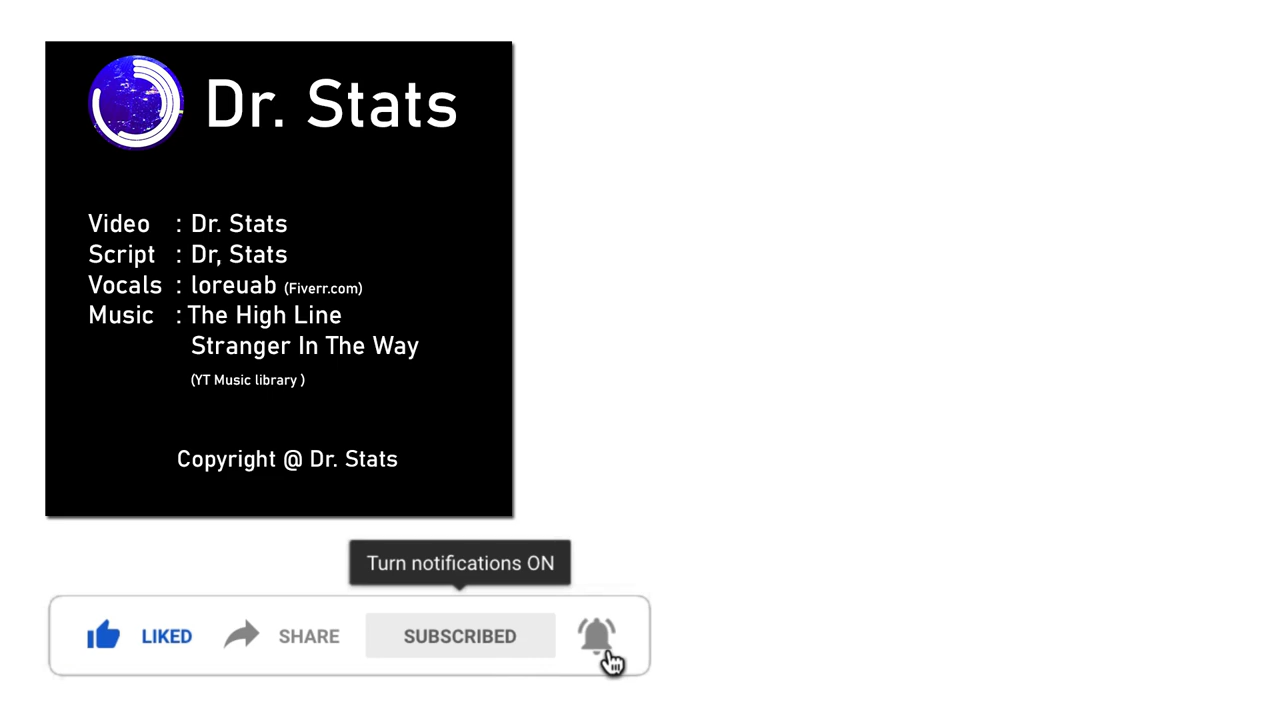 Dr. Stats
Video : Dr. Stats
Script : Dr, Stats
Vocals : loreuab (Fiverr.com)
Music : The High Line
Stranger In The Way
(YT Music library )
Copyright @ Dr. Stats
Turn notifications ON
LIKED SHARE SUBSCRIBED